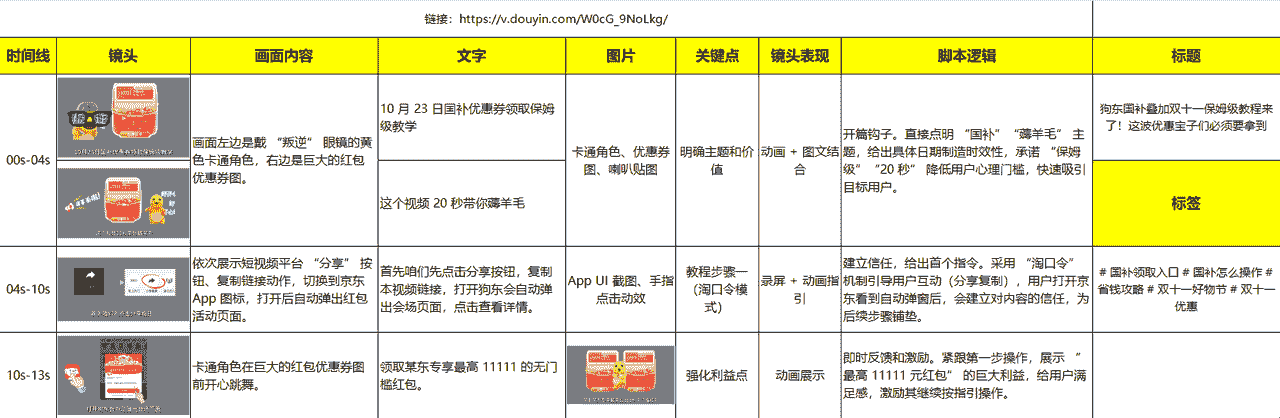 链接：https://v.douyin.com/W0cG_9NoLkg/
时间线 镜头 画面内容 文字 图片 关键点 镜头表现 脚本逻辑 标题
00s-04s
画面左边是戴 “叛逆” 眼镜的黄
色卡通角色，右边是巨大的红包
优惠券图。
10 月 23 日国补优惠券领取保姆
级教学
这个视频 20 秒带你薅羊毛
卡通角色、优惠券
图、喇叭贴图
明确主题和价
值
动画 + 图文结
合
开篇钩子。直接点明 “国补” “薅羊毛” 主
题，给出具体日期制造时效性，承诺 “保姆
级” “20 秒” 降低用户心理门槛，快速吸引
目标用户。
狗东国补叠加双十一保姆级教程来
了！这波优惠宝子们必须要拿到
标签
04s-10s
依次展示短视频平台 “分享” 按
钮、复制链接动作，切换到京东
App 图标，打开后自动弹出红包
活动页面。
首先咱们先点击分享按钮，复制
本视频链接，打开狗东会自动弹
出会场页面，点击查看详情。
App UI 截图、手指
点击动效
教程步骤一
（淘口令模
式）
录屏 + 动画指
引
建立信任，给出首个指令。采用 “淘口令”
机制引导用户互动（分享复制），用户打开京
东看到自动弹窗后，会建立对内容的信任，为
后续步骤铺垫。
# 国补领取入口 # 国补怎么操作 #
省钱攻略 # 双十一好物节 # 双十一
优惠
10s-13s
卡通角色在巨大的红包优惠券图
前开心跳舞。
领取某东专享最高 11111 的无门
槛红包。
强化利益点
动画展示
即时反馈和激励。紧跟第一步操作，展示 ”
最高 11111 元红包” 的巨大利益，给用户满
足感，激励其继续按指引操作。